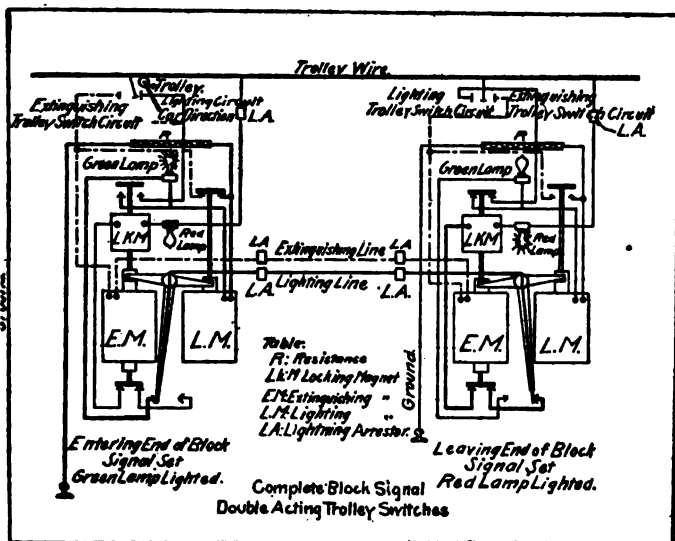 Trolley Wire
Trolley.
Lighting Circuit
Car Direction
L.A.
Extinguishing
Trolley Switch Circuit
R
Green Lamp
LKM
Red
Lamp
E.M.
L.M.
Entering End of Block
Signal Set
Green Lamp Lighted.
LA
Extinguishing Line
LA
L.A.
Lighting Line
L.A.
Table.
R: Resistance
LKM Locking Magnet
EM: Extinguishing "
L.M: Lighting "
LA: Lightning Arrestor.
Ground
Lighting
Trolley Switch Circuit
Extinguishing
Trolley Switch Circuit
L.A.
R
Green Lamp
LKM
Red
Lamp
E.M.
L.M.
Leaving End of Block
Signal Set
Red Lamp Lighted.
Complete Block Signal
Double Acting Trolley Switches